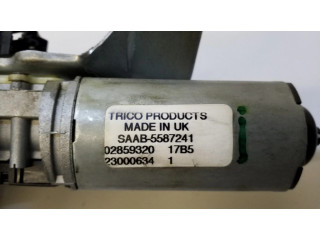 TRICO PRODUCTS
MADE IN UK
SAAB-5587241
02859320 17B5
23000634 1